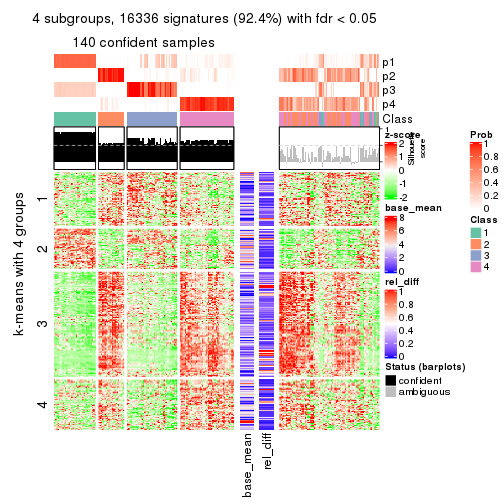 4 subgroups, 16336 signatures (92.4%) with fdr < 0.05
140 confident samples
p1
p2
p3
p4
Class
1
Silhouette
score
k-means with 4 groups
1
2
3
4
base_mean
rel_diff
z-score
2
1
0
-1
-2
base_mean
8
6
4
2
0
rel_diff
1
0.8
0.6
0.4
0.2
0
Status (barplots)
confident
ambiguous
Prob
1
0.8
0.6
0.4
0.2
0
Class
1
2
3
4